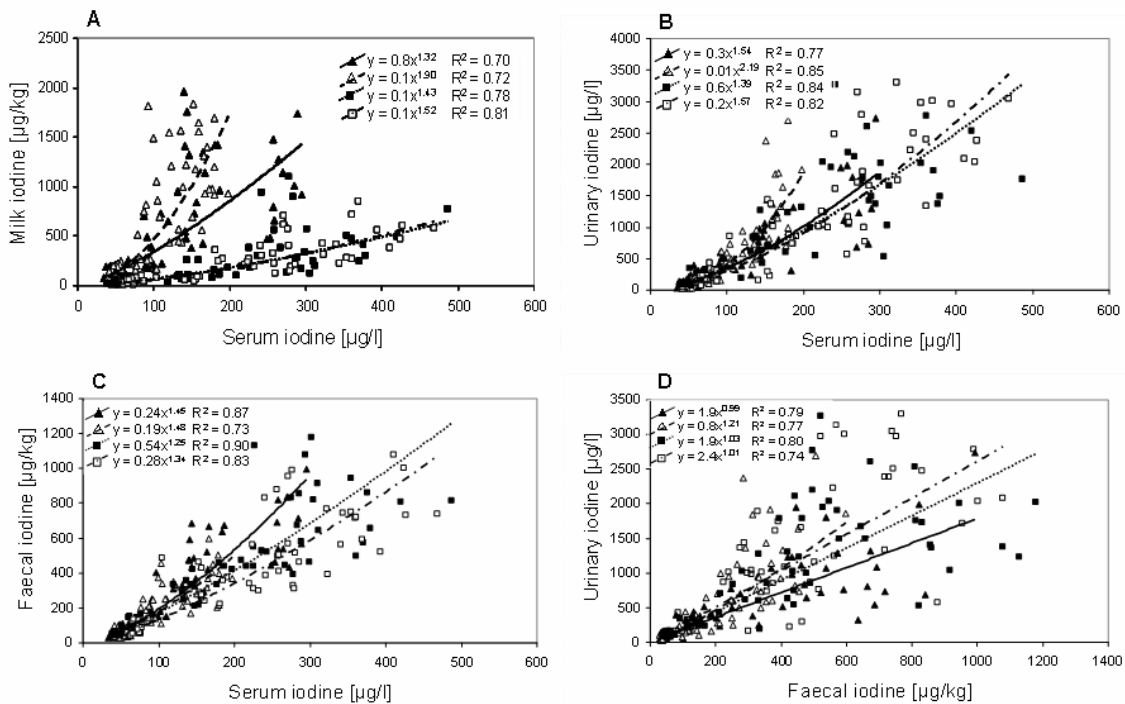 A
2500
2000
1500
1000
500
0
Milk iodine [µg/kg]
y = 0.8x^1.32 R² = 0.70
y = 0.1x^1.90 R² = 0.72
y = 0.1x^1.43 R² = 0.78
y = 0.1x^1.52 R² = 0.81
0 100 200 300 400 500 600
Serum iodine [µg/l]
B
4000
3500
3000
2500
2000
1500
1000
500
0
Urinary iodine [µg/l]
y = 0.3x^1.54 R² = 0.77
y = 0.01x^2.19 R² = 0.85
y = 0.6x^1.39 R² = 0.84
y = 0.2x^1.57 R² = 0.82
0 100 200 300 400 500 600
Serum iodine [µg/l]
C
1400
1200
1000
800
600
400
200
0
Faecal iodine [µg/kg]
y = 0.24x^1.45 R² = 0.87
y = 0.19x^1.48 R² = 0.73
y = 0.54x^1.25 R² = 0.90
y = 0.28x^1.34 R² = 0.83
0 100 200 300 400 500 600
Serum iodine [µg/l]
D
3500
3000
2500
2000
1500
1000
500
0
Urinary iodine [µg/l]
y = 1.9x^0.99 R² = 0.79
y = 0.8x^1.21 R² = 0.77
y = 1.9x^1.03 R² = 0.80
y = 2.4x^1.01 R² = 0.74
0 200 400 600 800 1000 1200 1400
Faecal iodine [µg/kg]